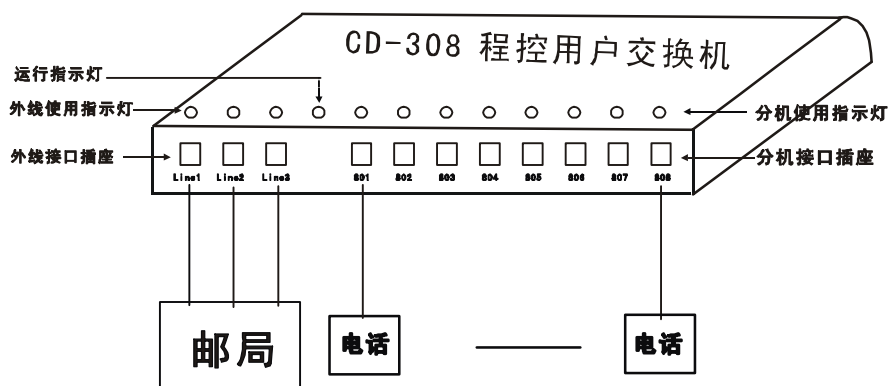 CD-308 程控用户交换机
运行指示灯
外线使用指示灯
分机使用指示灯
外线接口插座
分机接口插座
Line1 Line2 Line3 801 802 803 804 805 806 807 808
邮局
电话
电话